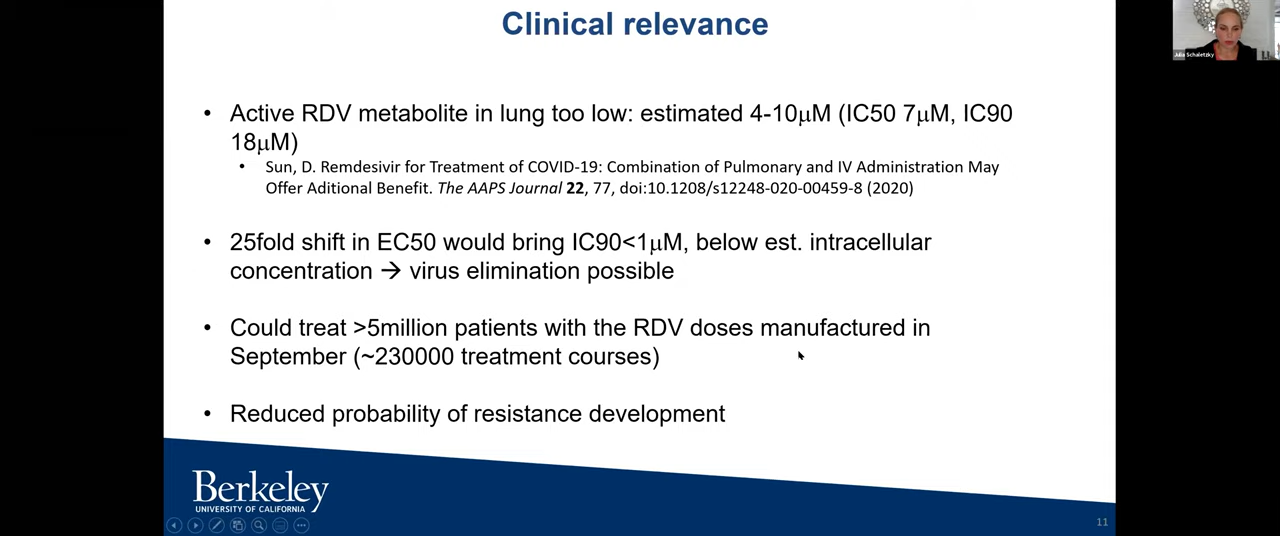 Clinical relevance
Julia Schaletzky
• Active RDV metabolite in lung too low: estimated 4-10μM (IC50 7μM, IC90
18μM)
• Sun, D. Remdesivir for Treatment of COVID-19: Combination of Pulmonary and IV Administration May
Offer Aditional Benefit. The AAPS Journal 22, 77, doi:10.1208/s12248-020-00459-8 (2020)
• 25fold shift in EC50 would bring IC90<1μM, below est. intracellular
concentration → virus elimination possible
• Could treat >5million patients with the RDV doses manufactured in
September (~230000 treatment courses)
• Reduced probability of resistance development
Berkeley
UNIVERSITY OF CALIFORNIA
11